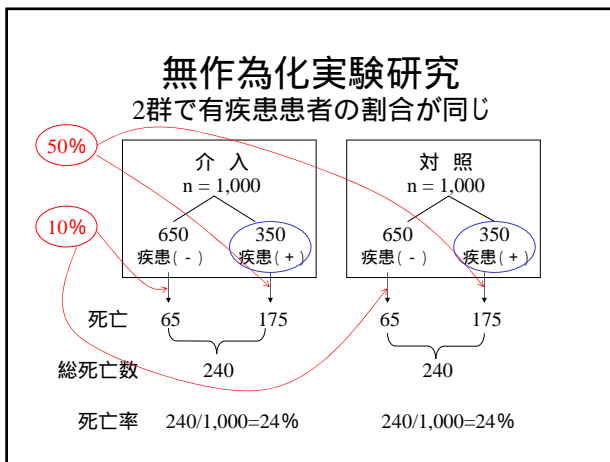 無作為化実験研究
2群で有疾患患者の割合が同じ
50%
10%
介 入
n = 1,000
650
疾患( - )
350
疾患( + )
対 照
n = 1,000
650
疾患( - )
350
疾患( + )
死亡 65 175 65 175
総死亡数 240 240
死亡率 240/1,000=24% 240/1,000=24%